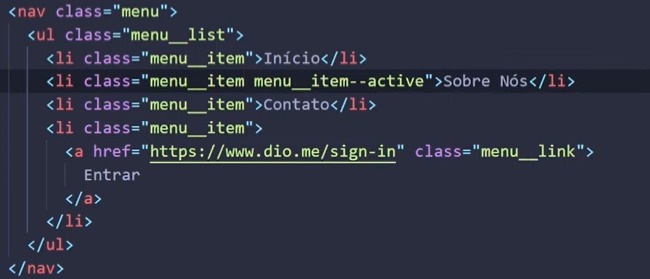 <nav class="menu">
<ul class="menu__list">
<li class="menu__item">Início</li>
<li class="menu__item menu__item--active">Sobre Nós</li>
<li class="menu__item">Contato</li>
<li class="menu__item">
<a href="https://www.dio.me/sign-in" class="menu__link">
Entrar
</a>
</li>
</ul>
</nav>